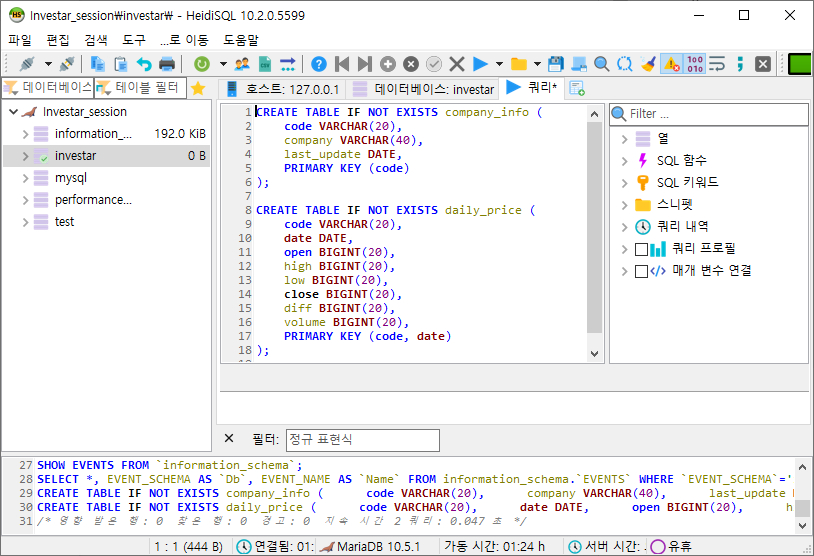 Investar_session\investar\ - HeidiSQL 10.2.0.5599
파일 편집 검색 도구 ...로 이동 도움말
데이터베이스 테이블 필터
호스트: 127.0.0.1 데이터베이스: investar 쿼리*
Investar_session
information_... 192.0 KiB
investar 0 B
mysql
performance...
test
1 CREATE TABLE IF NOT EXISTS company_info (
2 code VARCHAR(20),
3 company VARCHAR(40),
4 last_update DATE,
5 PRIMARY KEY (code)
6 );
7
8 CREATE TABLE IF NOT EXISTS daily_price (
9 code VARCHAR(20),
10 date DATE,
11 open BIGINT(20),
12 high BIGINT(20),
13 low BIGINT(20),
14 close BIGINT(20),
15 diff BIGINT(20),
16 volume BIGINT(20),
17 PRIMARY KEY (code, date)
18 );
Filter ...
열
SQL 함수
SQL 키워드
스니펫
쿼리 내역
쿼리 프로필
매개 변수 연결
필터: 정규 표현식
27 SHOW EVENTS FROM `information_schema`;
28 SELECT *, EVENT_SCHEMA AS `Db`, EVENT_NAME AS `Name` FROM information_schema.`EVENTS` WHERE `EVENT_SCHEMA`='
29 CREATE TABLE IF NOT EXISTS company_info ( code VARCHAR(20), company VARCHAR(40), last_update
30 CREATE TABLE IF NOT EXISTS daily_price ( code VARCHAR(20), date DATE, open BIGINT(20), h
31 /* 영향 받은 행: 0 찾은 행: 0 경고: 0 지속 시간 2 쿼리: 0.047 초 */
1 : 1 (444 B) 연결됨: 01: MariaDB 10.5.1 가동 시간: 01:24 h 서버 시간: . 유휴